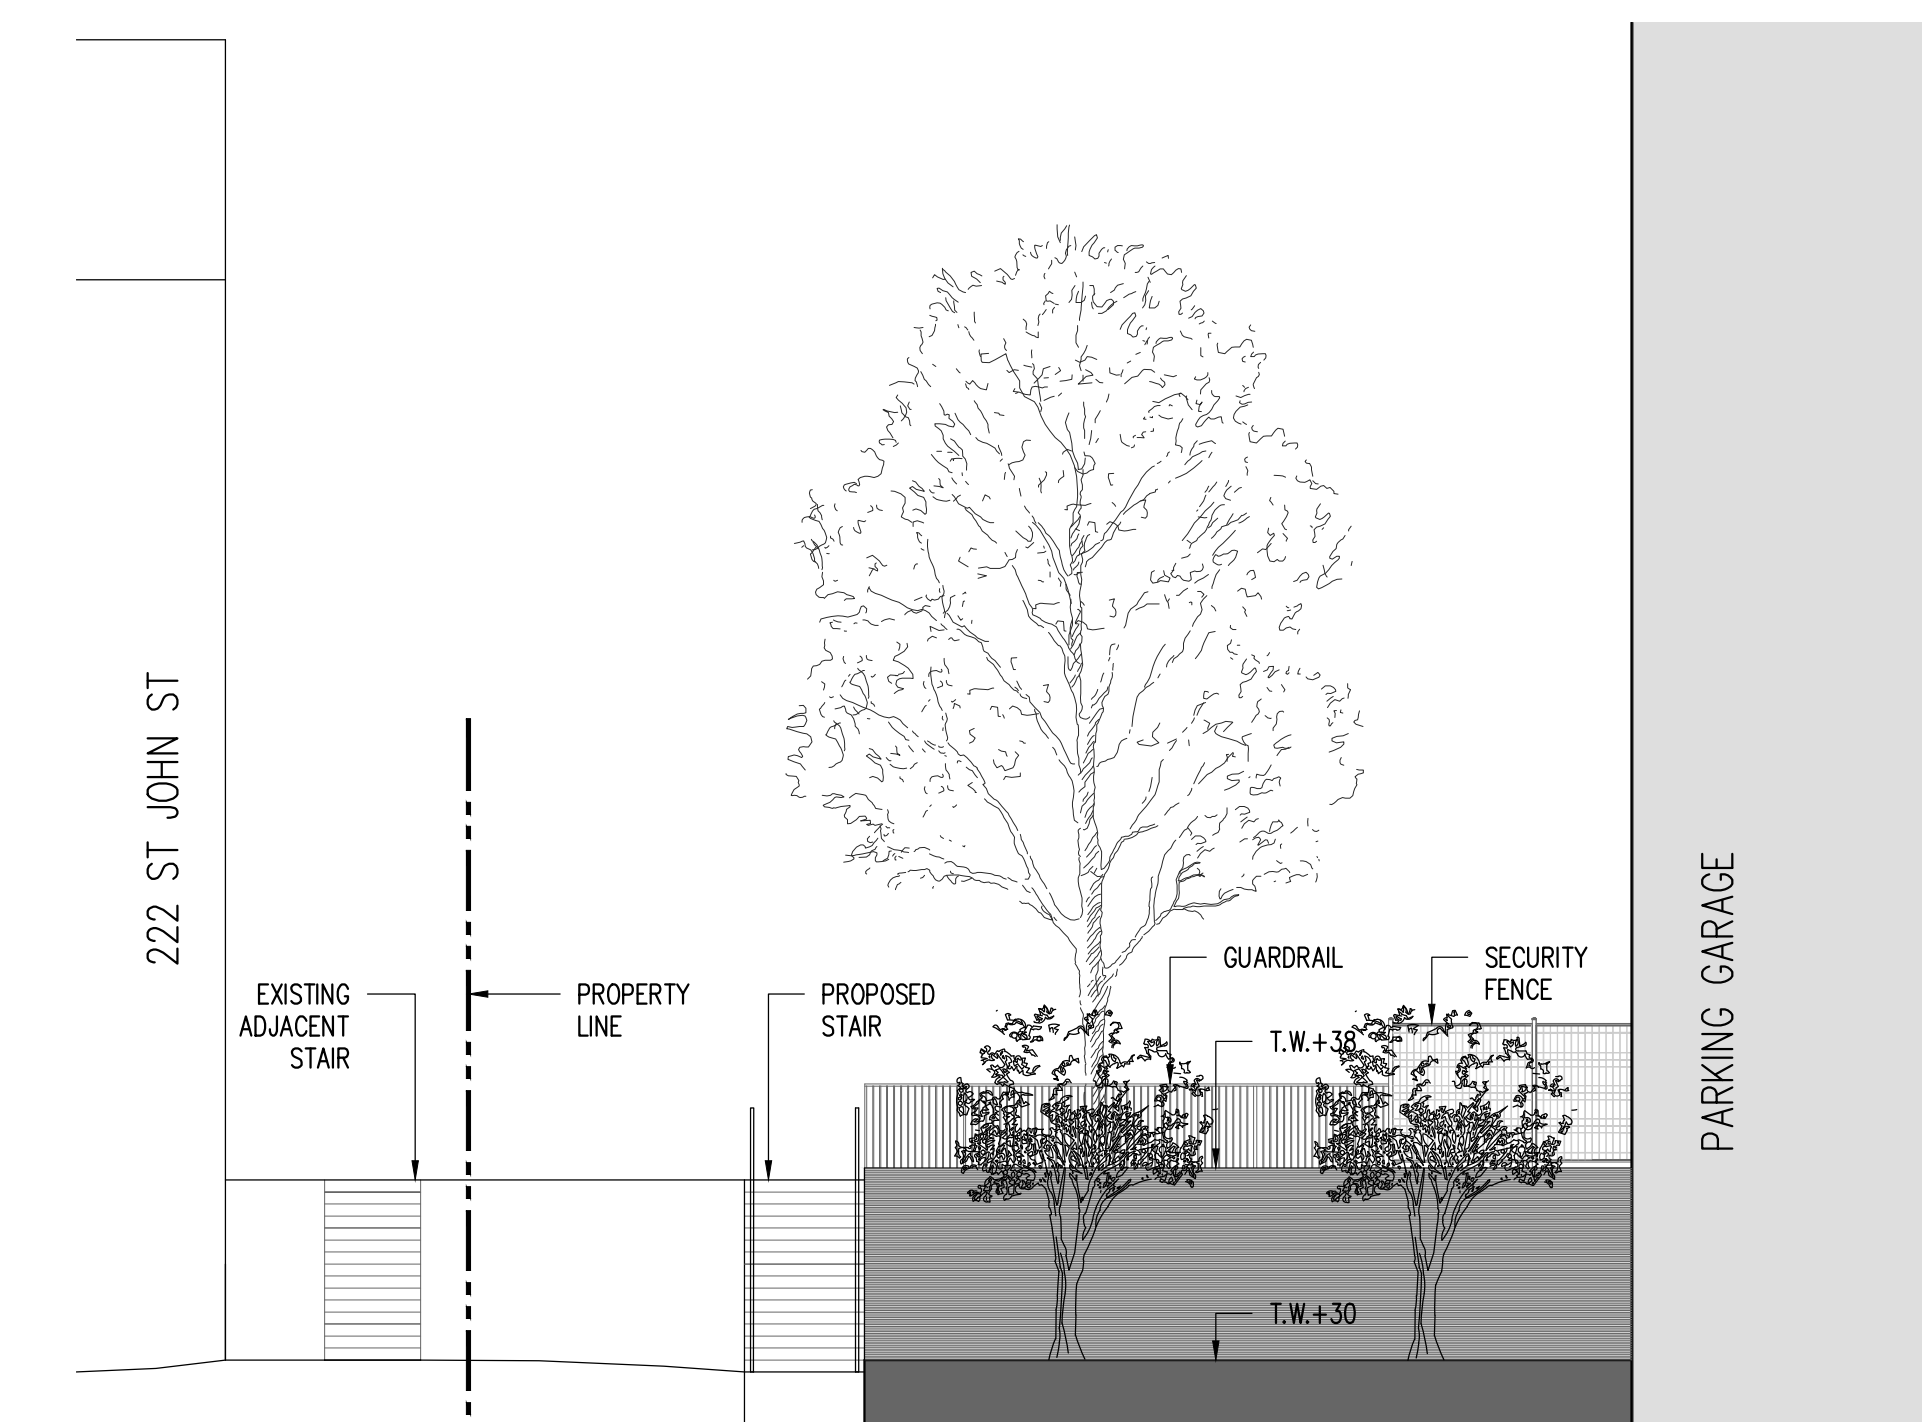 222 ST JOHN ST
EXISTING
ADJACENT
STAIR
PROPERTY
LINE
PROPOSED
STAIR
GUARDRAIL
SECURITY
FENCE
T.W.+38
T.W.+30
PARKING GARAGE